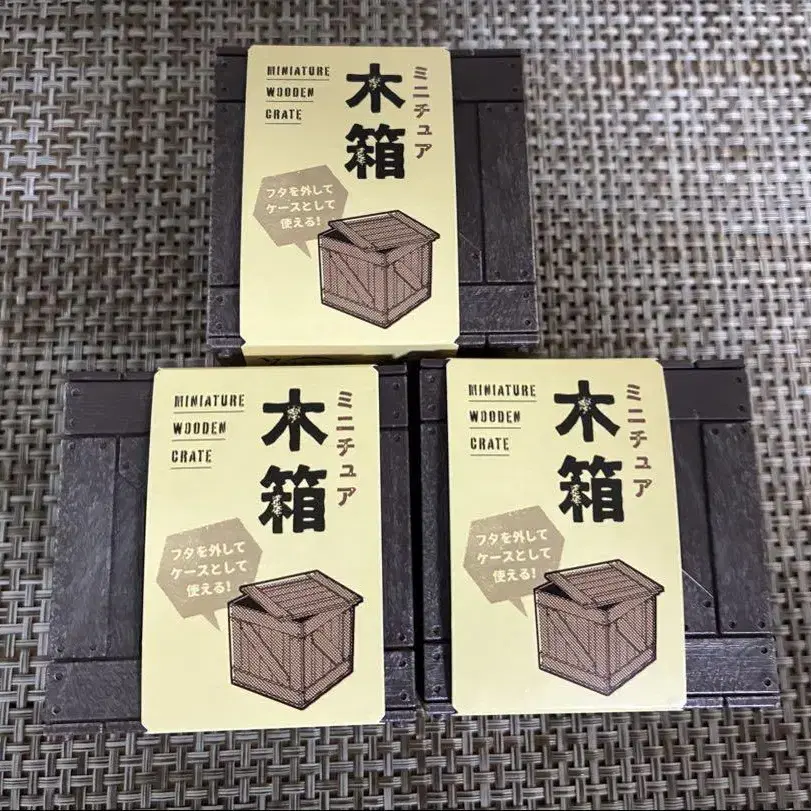 MINIATURE
WOODEN
CRATE
ミニチュア
木箱
フタを外して
ケースとして
使える!
MINIATURE
WOODEN
CRATE
ミニチュア
木箱
フタを外して
ケースとして
使える!
MINIATURE
WOODEN
CRATE
ミニチュア
木箱
フタを外して
ケースとして
使える!